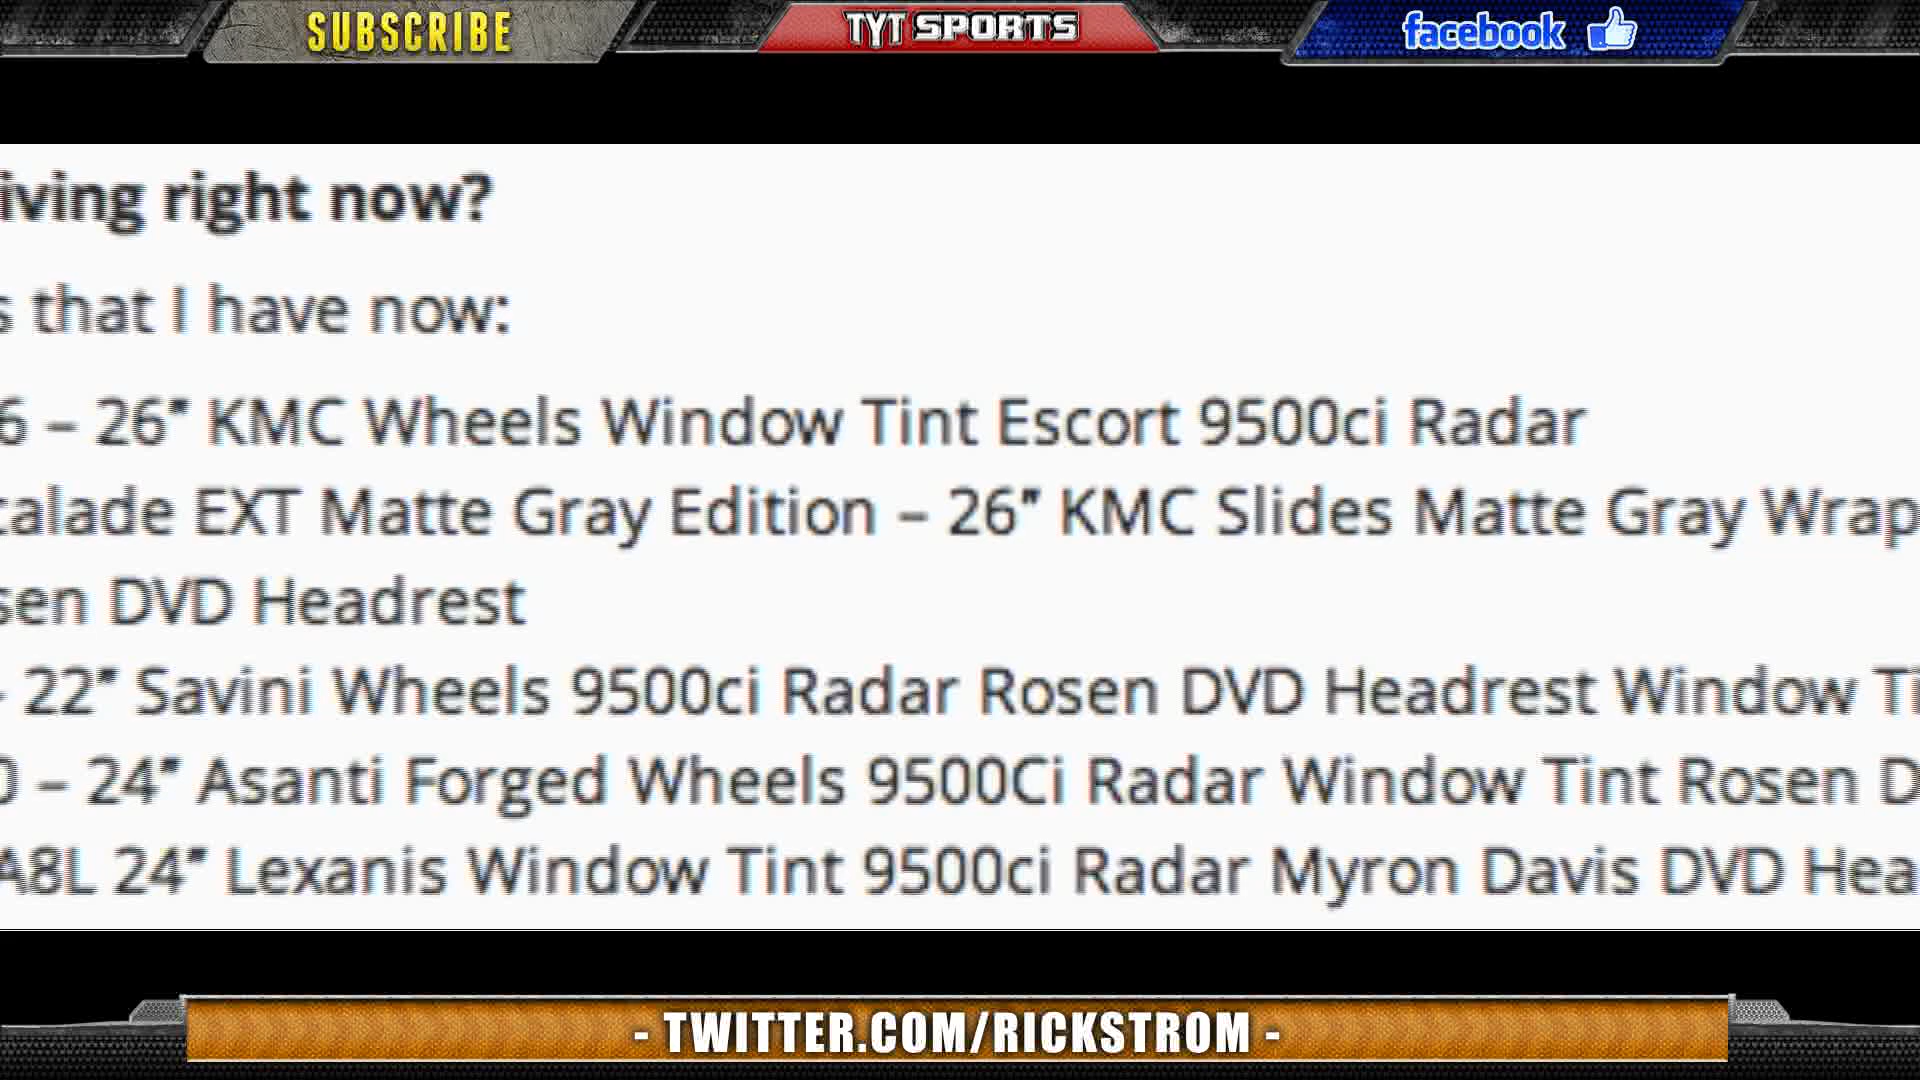 SUBSCRIBE
TYT SPORTS
facebook
iving right now?
s that I have now:
6 – 26" KMC Wheels Window Tint Escort 9500ci Radar
calade EXT Matte Gray Edition – 26" KMC Slides Matte Gray Wrap
sen DVD Headrest
- 22" Savini Wheels 9500ci Radar Rosen DVD Headrest Window Ti
0 – 24" Asanti Forged Wheels 9500Ci Radar Window Tint Rosen D
A8L 24" Lexanis Window Tint 9500ci Radar Myron Davis DVD Hea
- TWITTER.COM/RICKSTROM -